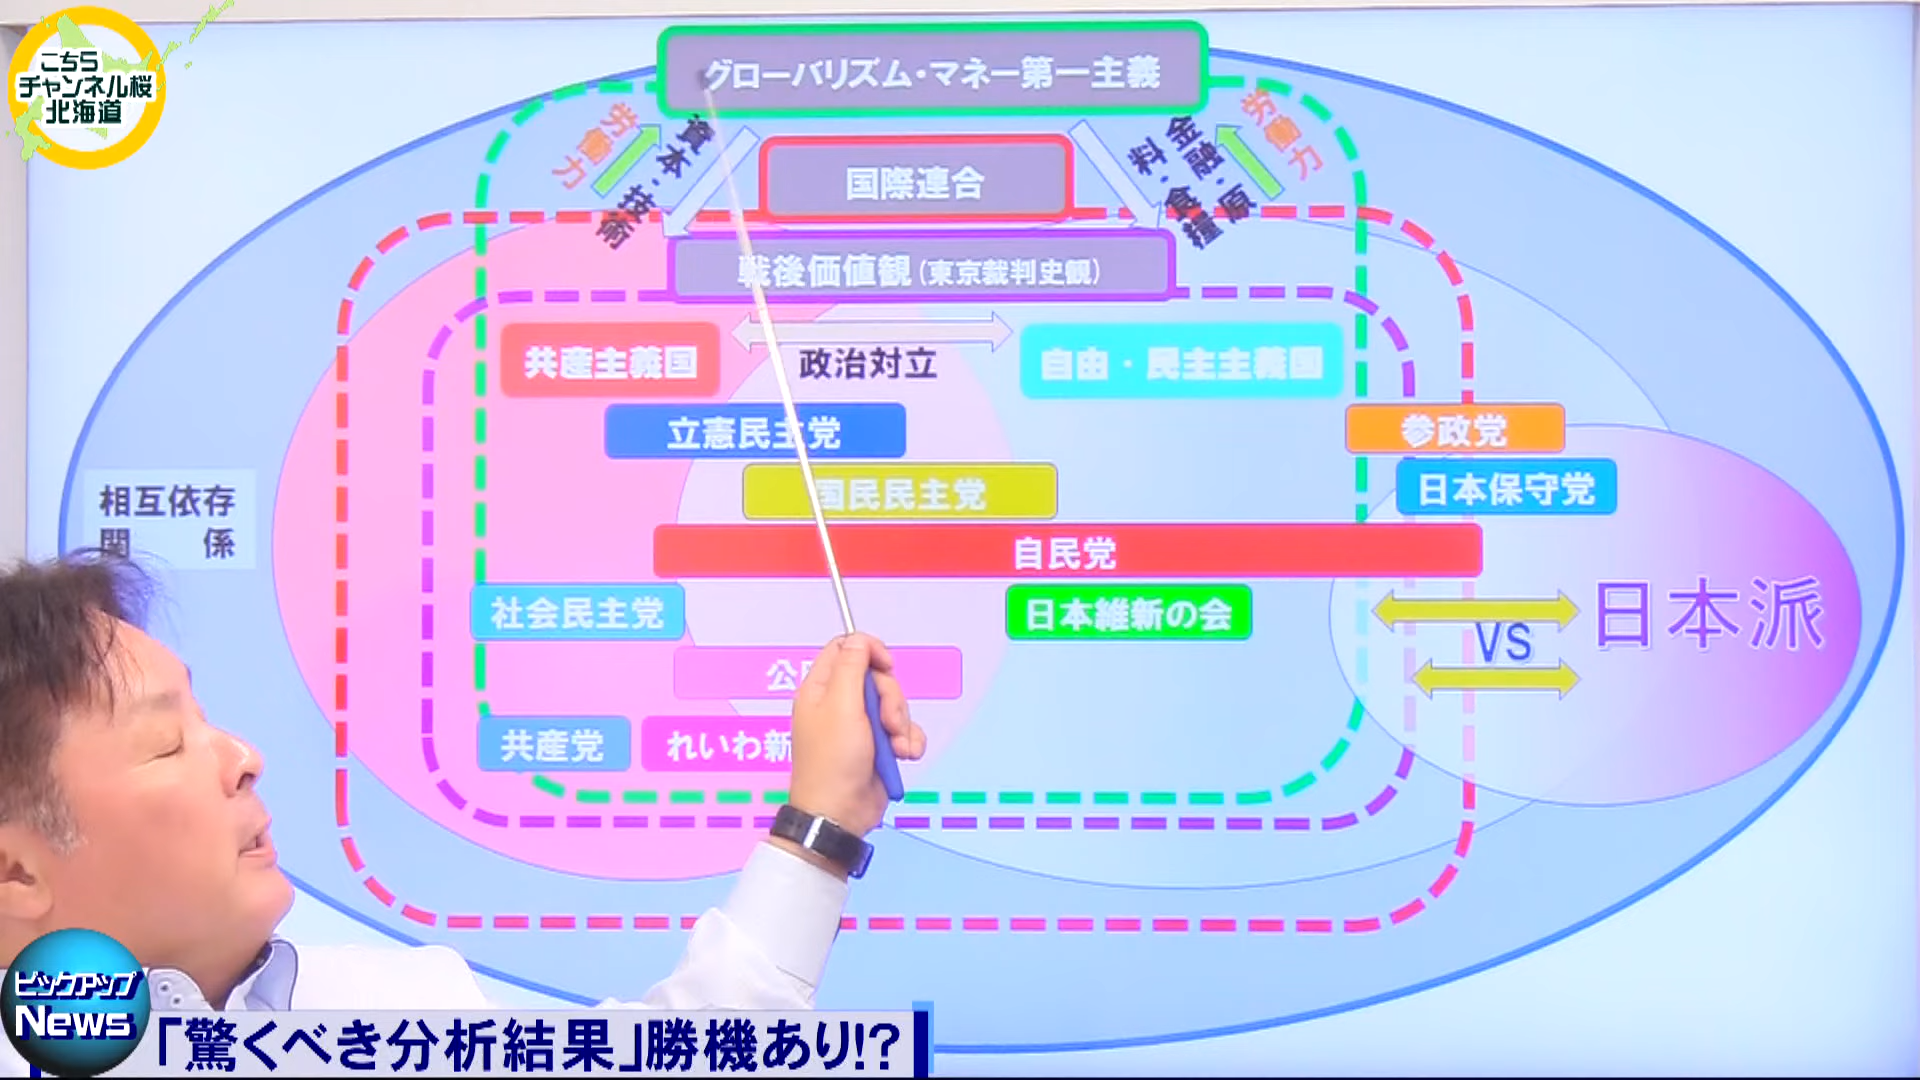 こちら
チャンネル桜
北海道
グローバリズム・マネー第一主義
労働力
資本・技術
金融・原
料・食糧
労働力
国際連合
戦後価値観(東京裁判史観)
共産主義国
政治対立
自由・民主主義国
立憲民主党
参政党
国民民主党
日本保守党
相互依存
関 係
自民党
社会民主党
日本維新の会
日本派
VS
共産党
れいわ新
ピックアップ
News
「驚くべき分析結果」勝機あり!?